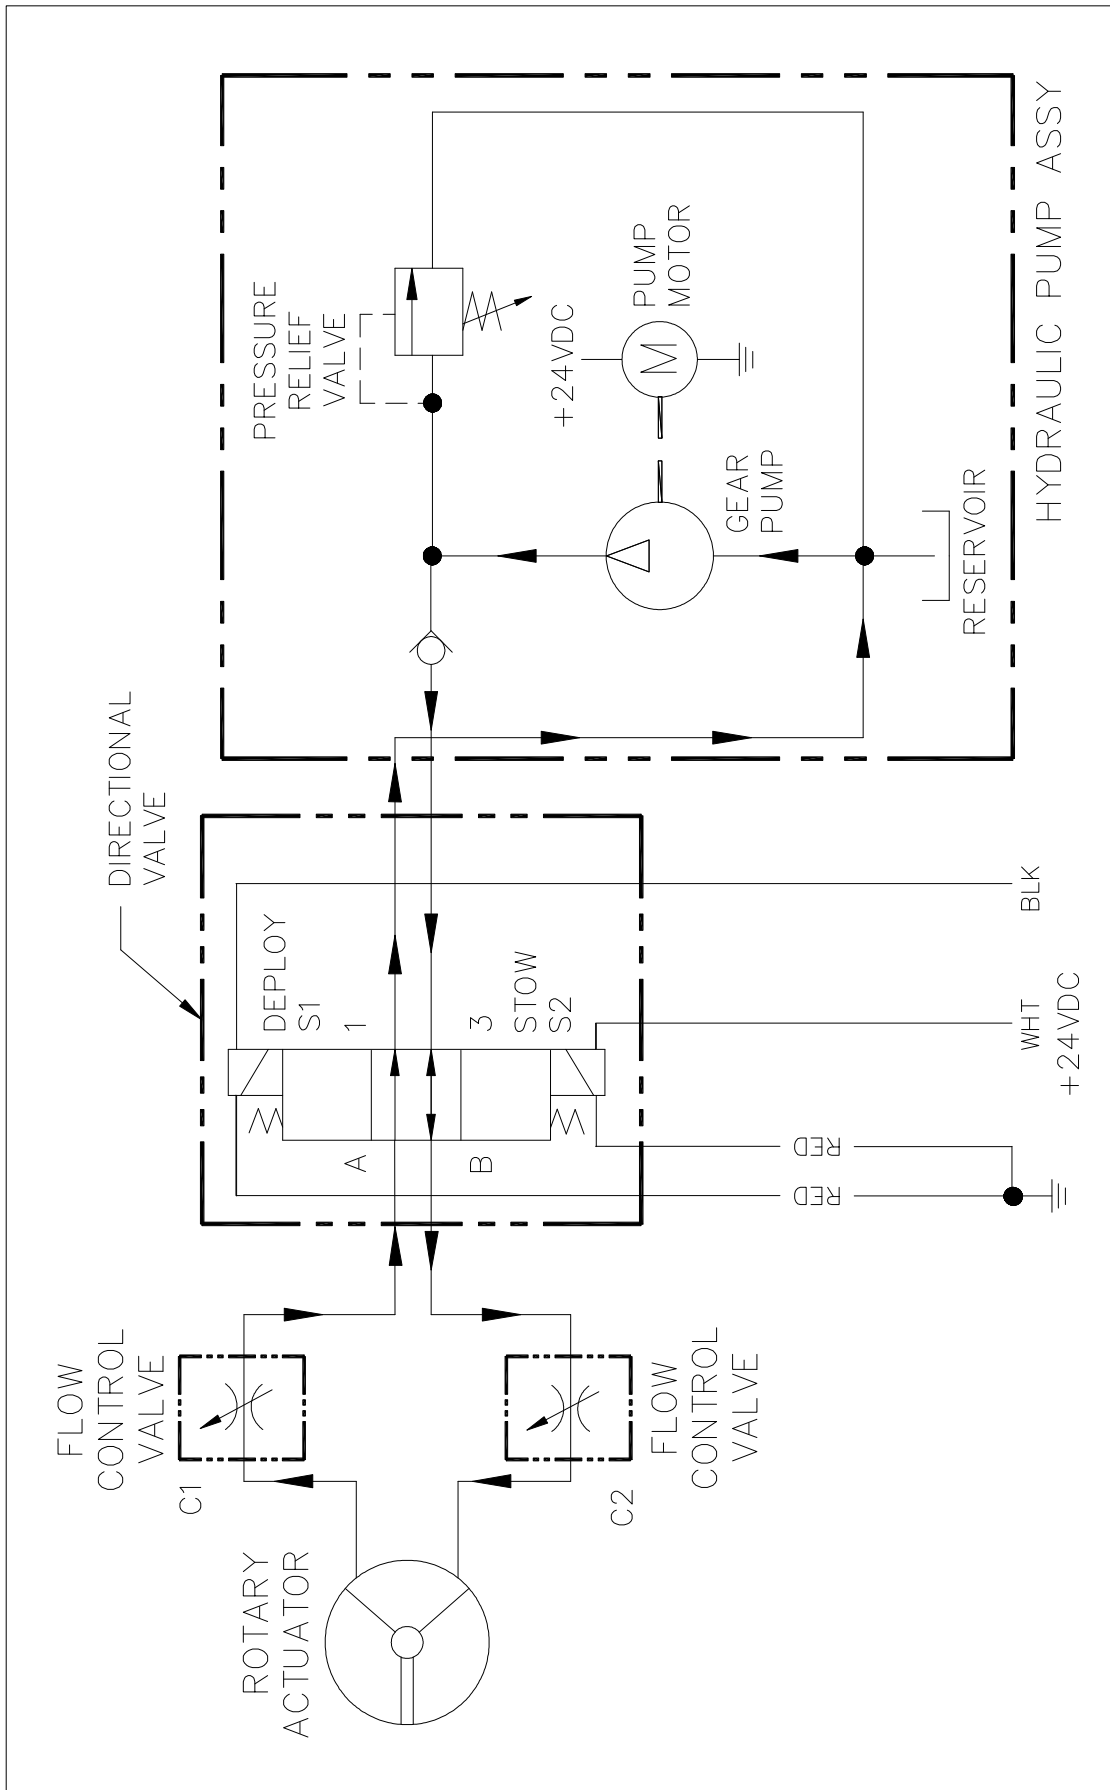 HYDRAULIC PUMP ASSY
PRESSURE
RELIEF
VALVE
+24VDC
PUMP
MOTOR
M
GEAR
PUMP
RESERVOIR
DIRECTIONAL
VALVE
DEPLOY
S1
1
3
STOW
S2
A
B
BLK
WHT
+24VDC
RED
RED
FLOW
CONTROL
VALVE
C1
FLOW
CONTROL
VALVE
C2
ROTARY
ACTUATOR